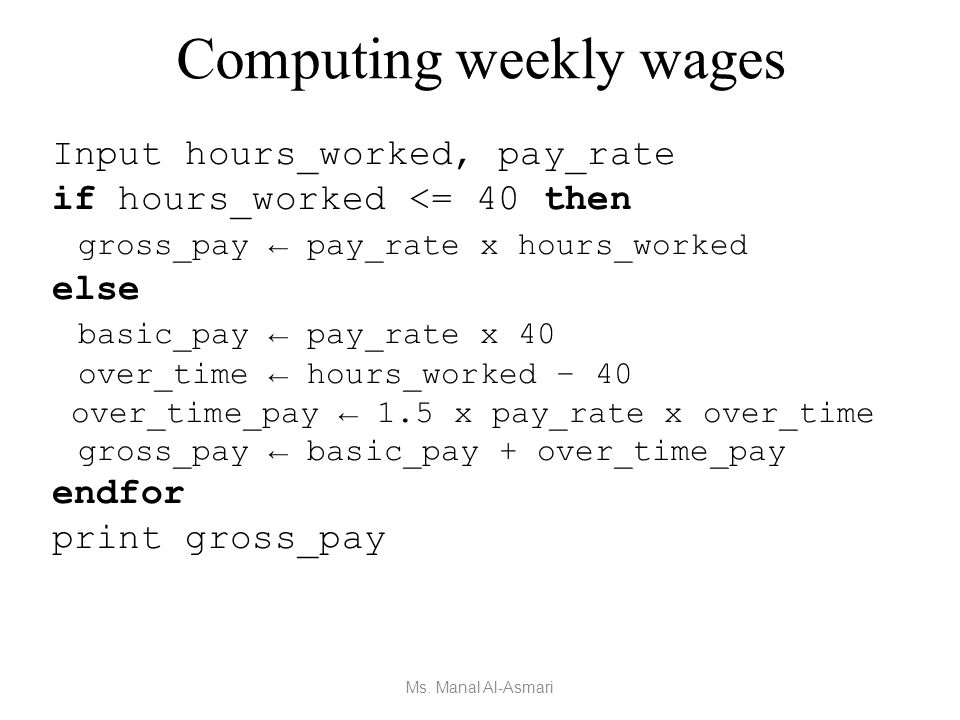 Computing weekly wages
Input hours_worked, pay_rate
if hours_worked <= 40 then
gross_pay ← pay_rate x hours_worked
else
basic_pay ← pay_rate x 40
over_time ← hours_worked – 40
over_time_pay ← 1.5 x pay_rate x over_time
gross_pay ← basic_pay + over_time_pay
endfor
print gross_pay
Ms. Manal Al-Asmari